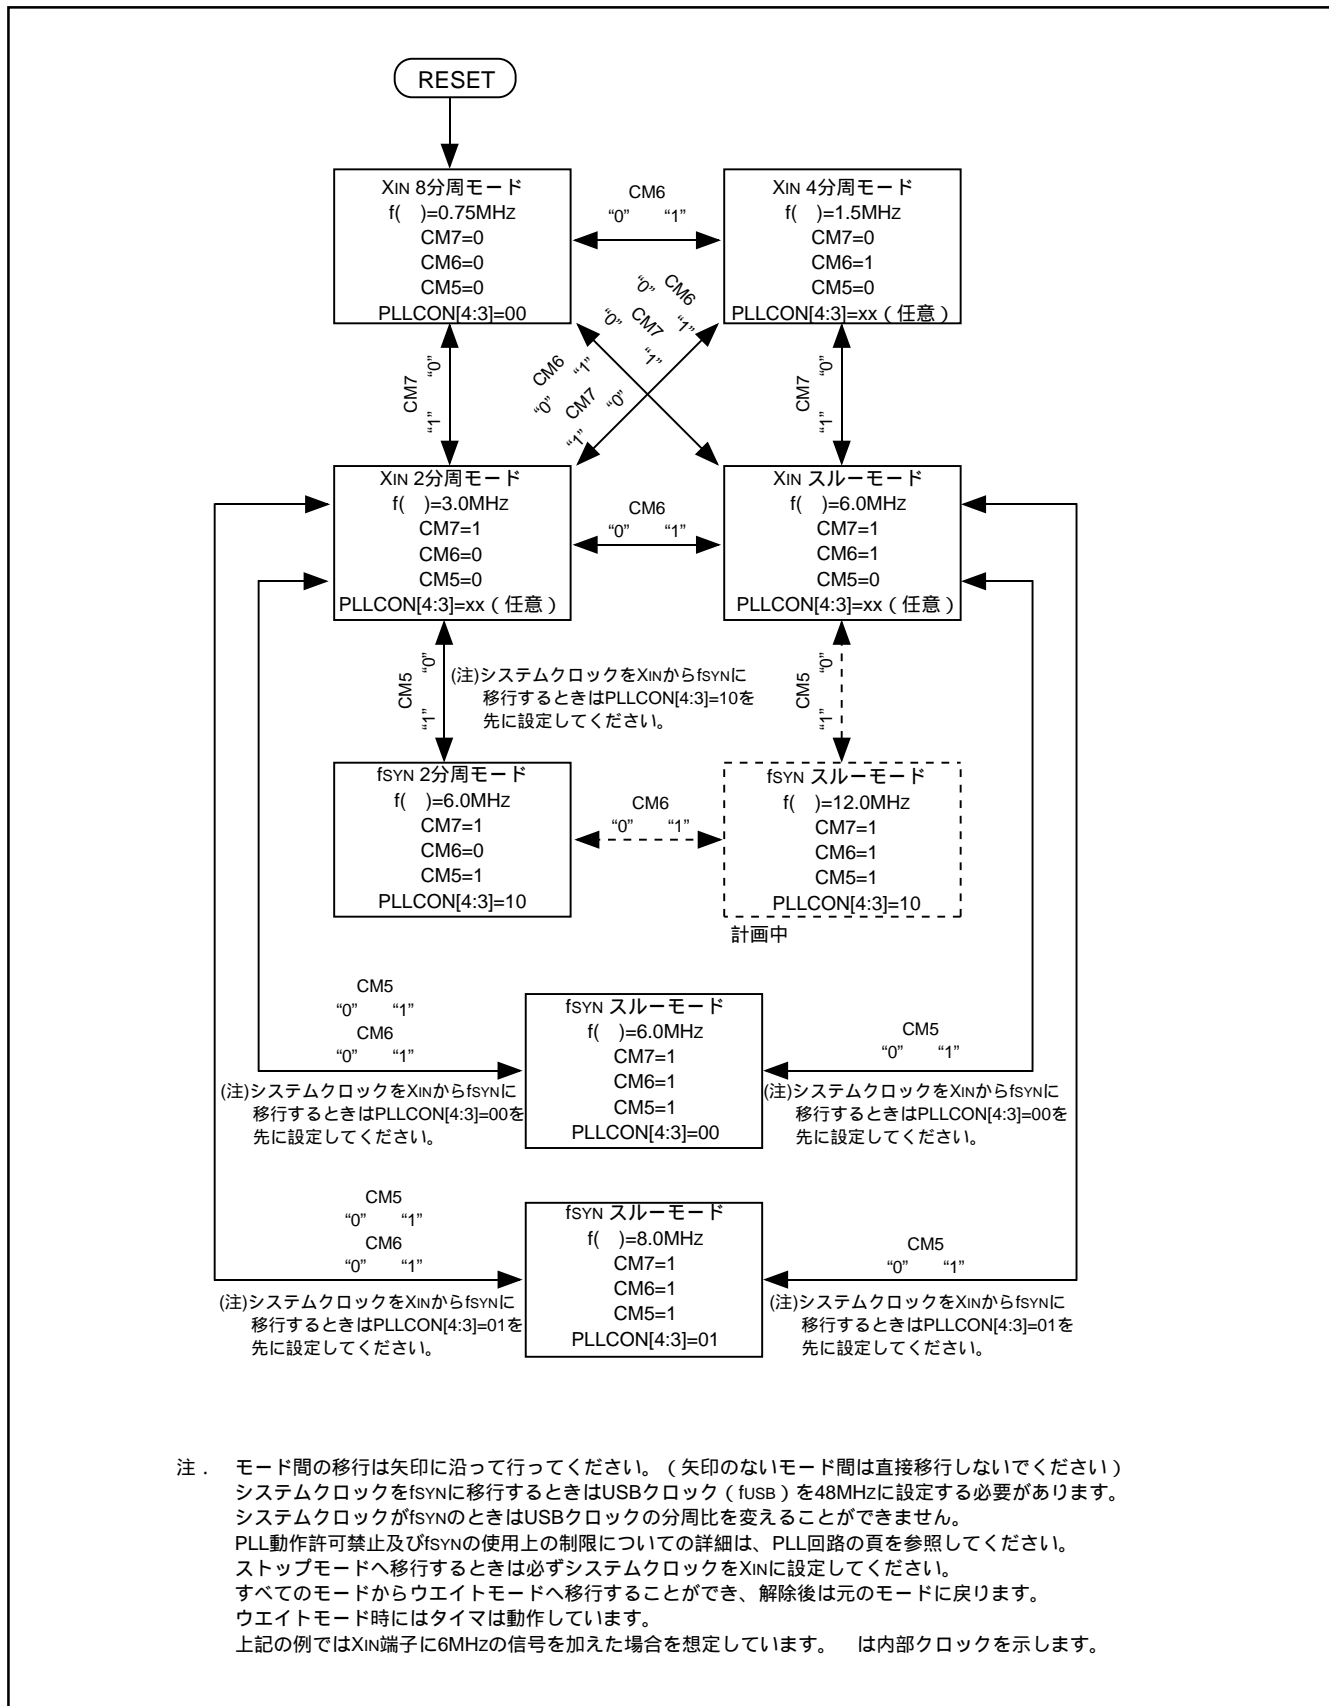 RESET
XIN 8分周モード
f(　)=0.75MHz
CM7=0
CM6=0
CM5=0
PLLCON[4:3]=00
CM6
“0”　“1”
XIN 4分周モード
f(　)=1.5MHz
CM7=0
CM6=1
CM5=0
PLLCON[4:3]=xx（任意）
CM7
“0”
“1”
CM6
“0”　“1”
CM7
“0”　“1”
CM6
“0”　“1”
CM7
“1”　“0”
CM7
“0”
“1”
XIN 2分周モード
f(　)=3.0MHz
CM7=1
CM6=0
CM5=0
PLLCON[4:3]=xx（任意）
CM6
“0”　“1”
XIN スルーモード
f(　)=6.0MHz
CM7=1
CM6=1
CM5=0
PLLCON[4:3]=xx（任意）
CM5
“0”
“1”
(注)システムクロックをXINからfSYNに
移行するときはPLLCON[4:3]=10を
先に設定してください。
CM5
“0”
“1”
fSYN 2分周モード
f(　)=6.0MHz
CM7=1
CM6=0
CM5=1
PLLCON[4:3]=10
CM6
“0”　“1”
fSYN スルーモード
f(　)=12.0MHz
CM7=1
CM6=1
CM5=1
PLLCON[4:3]=10
計画中
CM5
“0”　“1”
CM6
“0”　“1”
(注)システムクロックをXINからfSYNに
移行するときはPLLCON[4:3]=00を
先に設定してください。
fSYN スルーモード
f(　)=6.0MHz
CM7=1
CM6=1
CM5=1
PLLCON[4:3]=00
CM5
“0”　“1”
(注)システムクロックをXINからfSYNに
移行するときはPLLCON[4:3]=00を
先に設定してください。
CM5
“0”　“1”
CM6
“0”　“1”
(注)システムクロックをXINからfSYNに
移行するときはPLLCON[4:3]=01を
先に設定してください。
fSYN スルーモード
f(　)=8.0MHz
CM7=1
CM6=1
CM5=1
PLLCON[4:3]=01
CM5
“0”　“1”
(注)システムクロックをXINからfSYNに
移行するときはPLLCON[4:3]=01を
先に設定してください。
注．　モード間の移行は矢印に沿って行ってください。（矢印のないモード間は直接移行しないでください）
システムクロックをfSYNに移行するときはUSBクロック（fUSB）を48MHzに設定する必要があります。
システムクロックがfSYNのときはUSBクロックの分周比を変えることができません。
PLL動作許可禁止及びfSYNの使用上の制限についての詳細は、PLL回路の頁を参照してください。
ストップモードへ移行するときは必ずシステムクロックをXINに設定してください。
すべてのモードからウエイトモードへ移行することができ、解除後は元のモードに戻ります。
ウエイトモード時にはタイマは動作しています。
上記の例ではXIN端子に6MHzの信号を加えた場合を想定しています。　は内部クロックを示します。